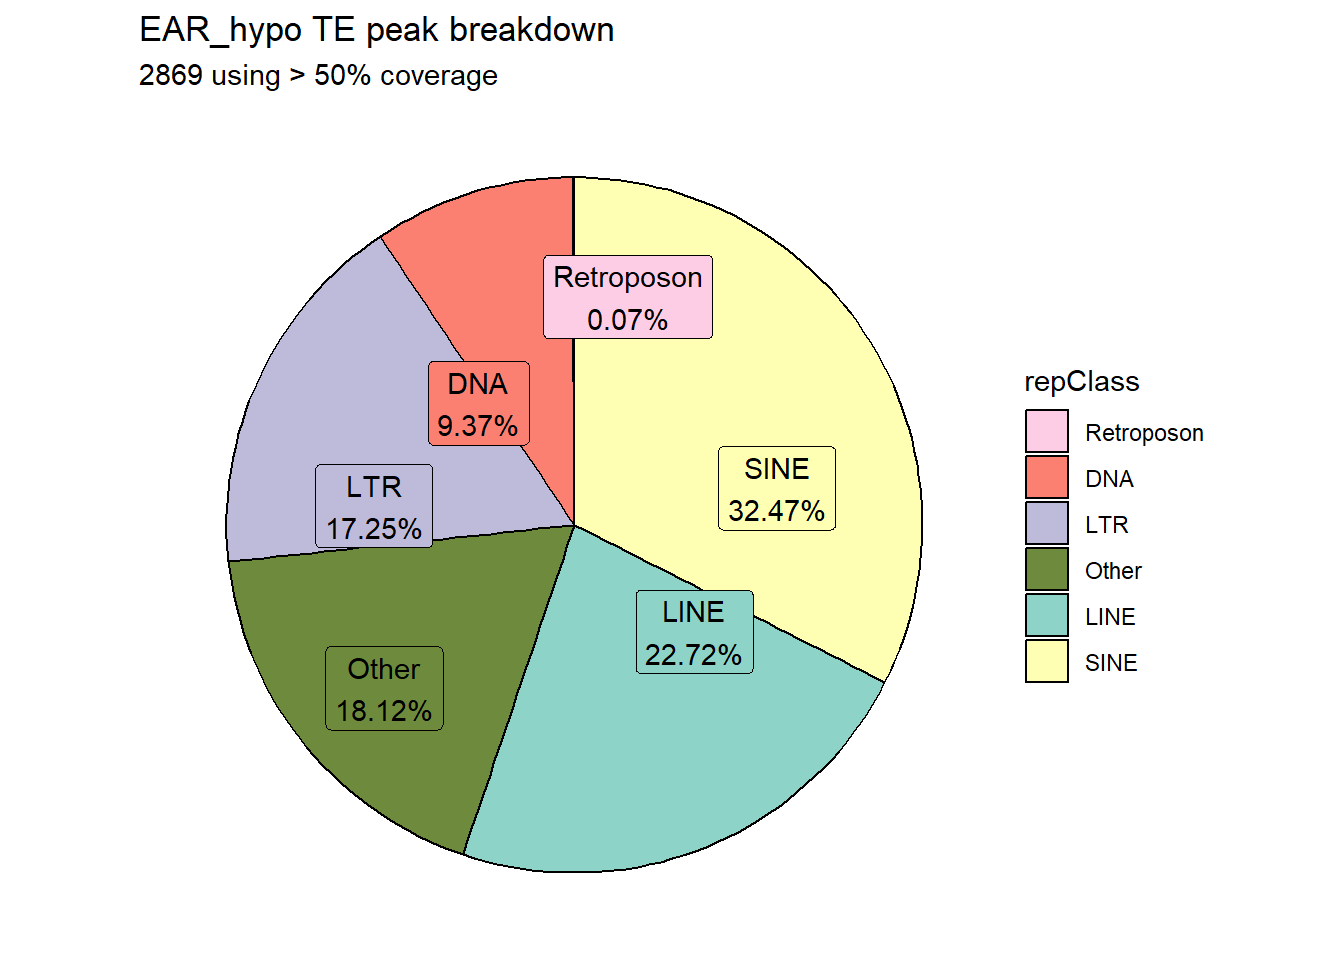 EAR_hypo TE peak breakdown
2869 using > 50% coverage
Retroposon
0.07%
DNA
9.37%
SINE
32.47%
LTR
17.25%
LINE
22.72%
Other
18.12%
repClass
Retroposon
DNA
LTR
Other
LINE
SINE